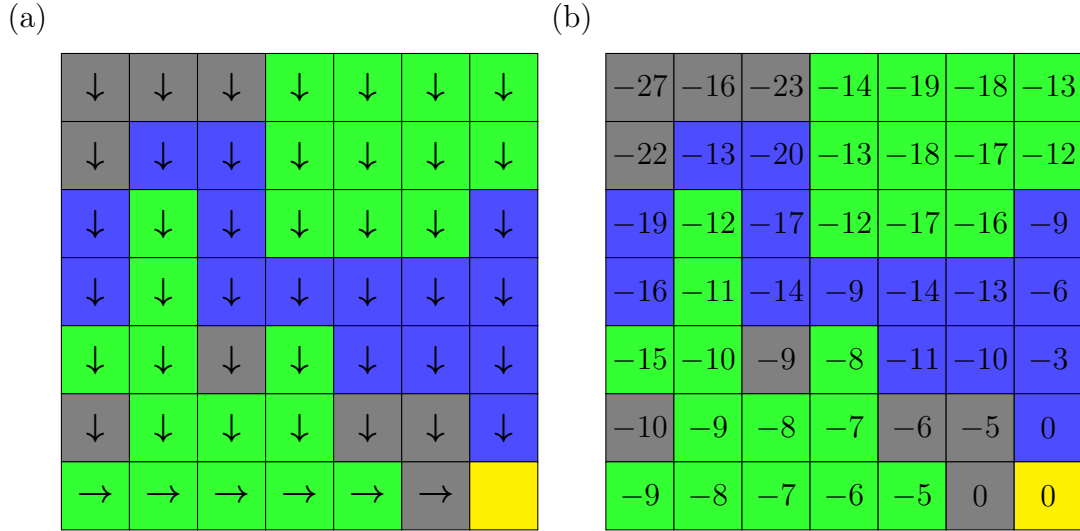 (a) (b)
↓ ↓ ↓ ↓ ↓ ↓ ↓ −27 −16 −23 −14 −19 −18 −13
↓ ↓ ↓ ↓ ↓ ↓ ↓ −22 −13 −20 −13 −18 −17 −12
↓ ↓ ↓ ↓ ↓ ↓ ↓ −19 −12 −17 −12 −17 −16 −9
↓ ↓ ↓ ↓ ↓ ↓ ↓ −16 −11 −14 −9 −14 −13 −6
↓ ↓ ↓ ↓ ↓ ↓ ↓ −15 −10 −9 −8 −11 −10 −3
↓ ↓ ↓ ↓ ↓ ↓ ↓ −10 −9 −8 −7 −6 −5 0
→ → → → → → −9 −8 −7 −6 −5 0 0